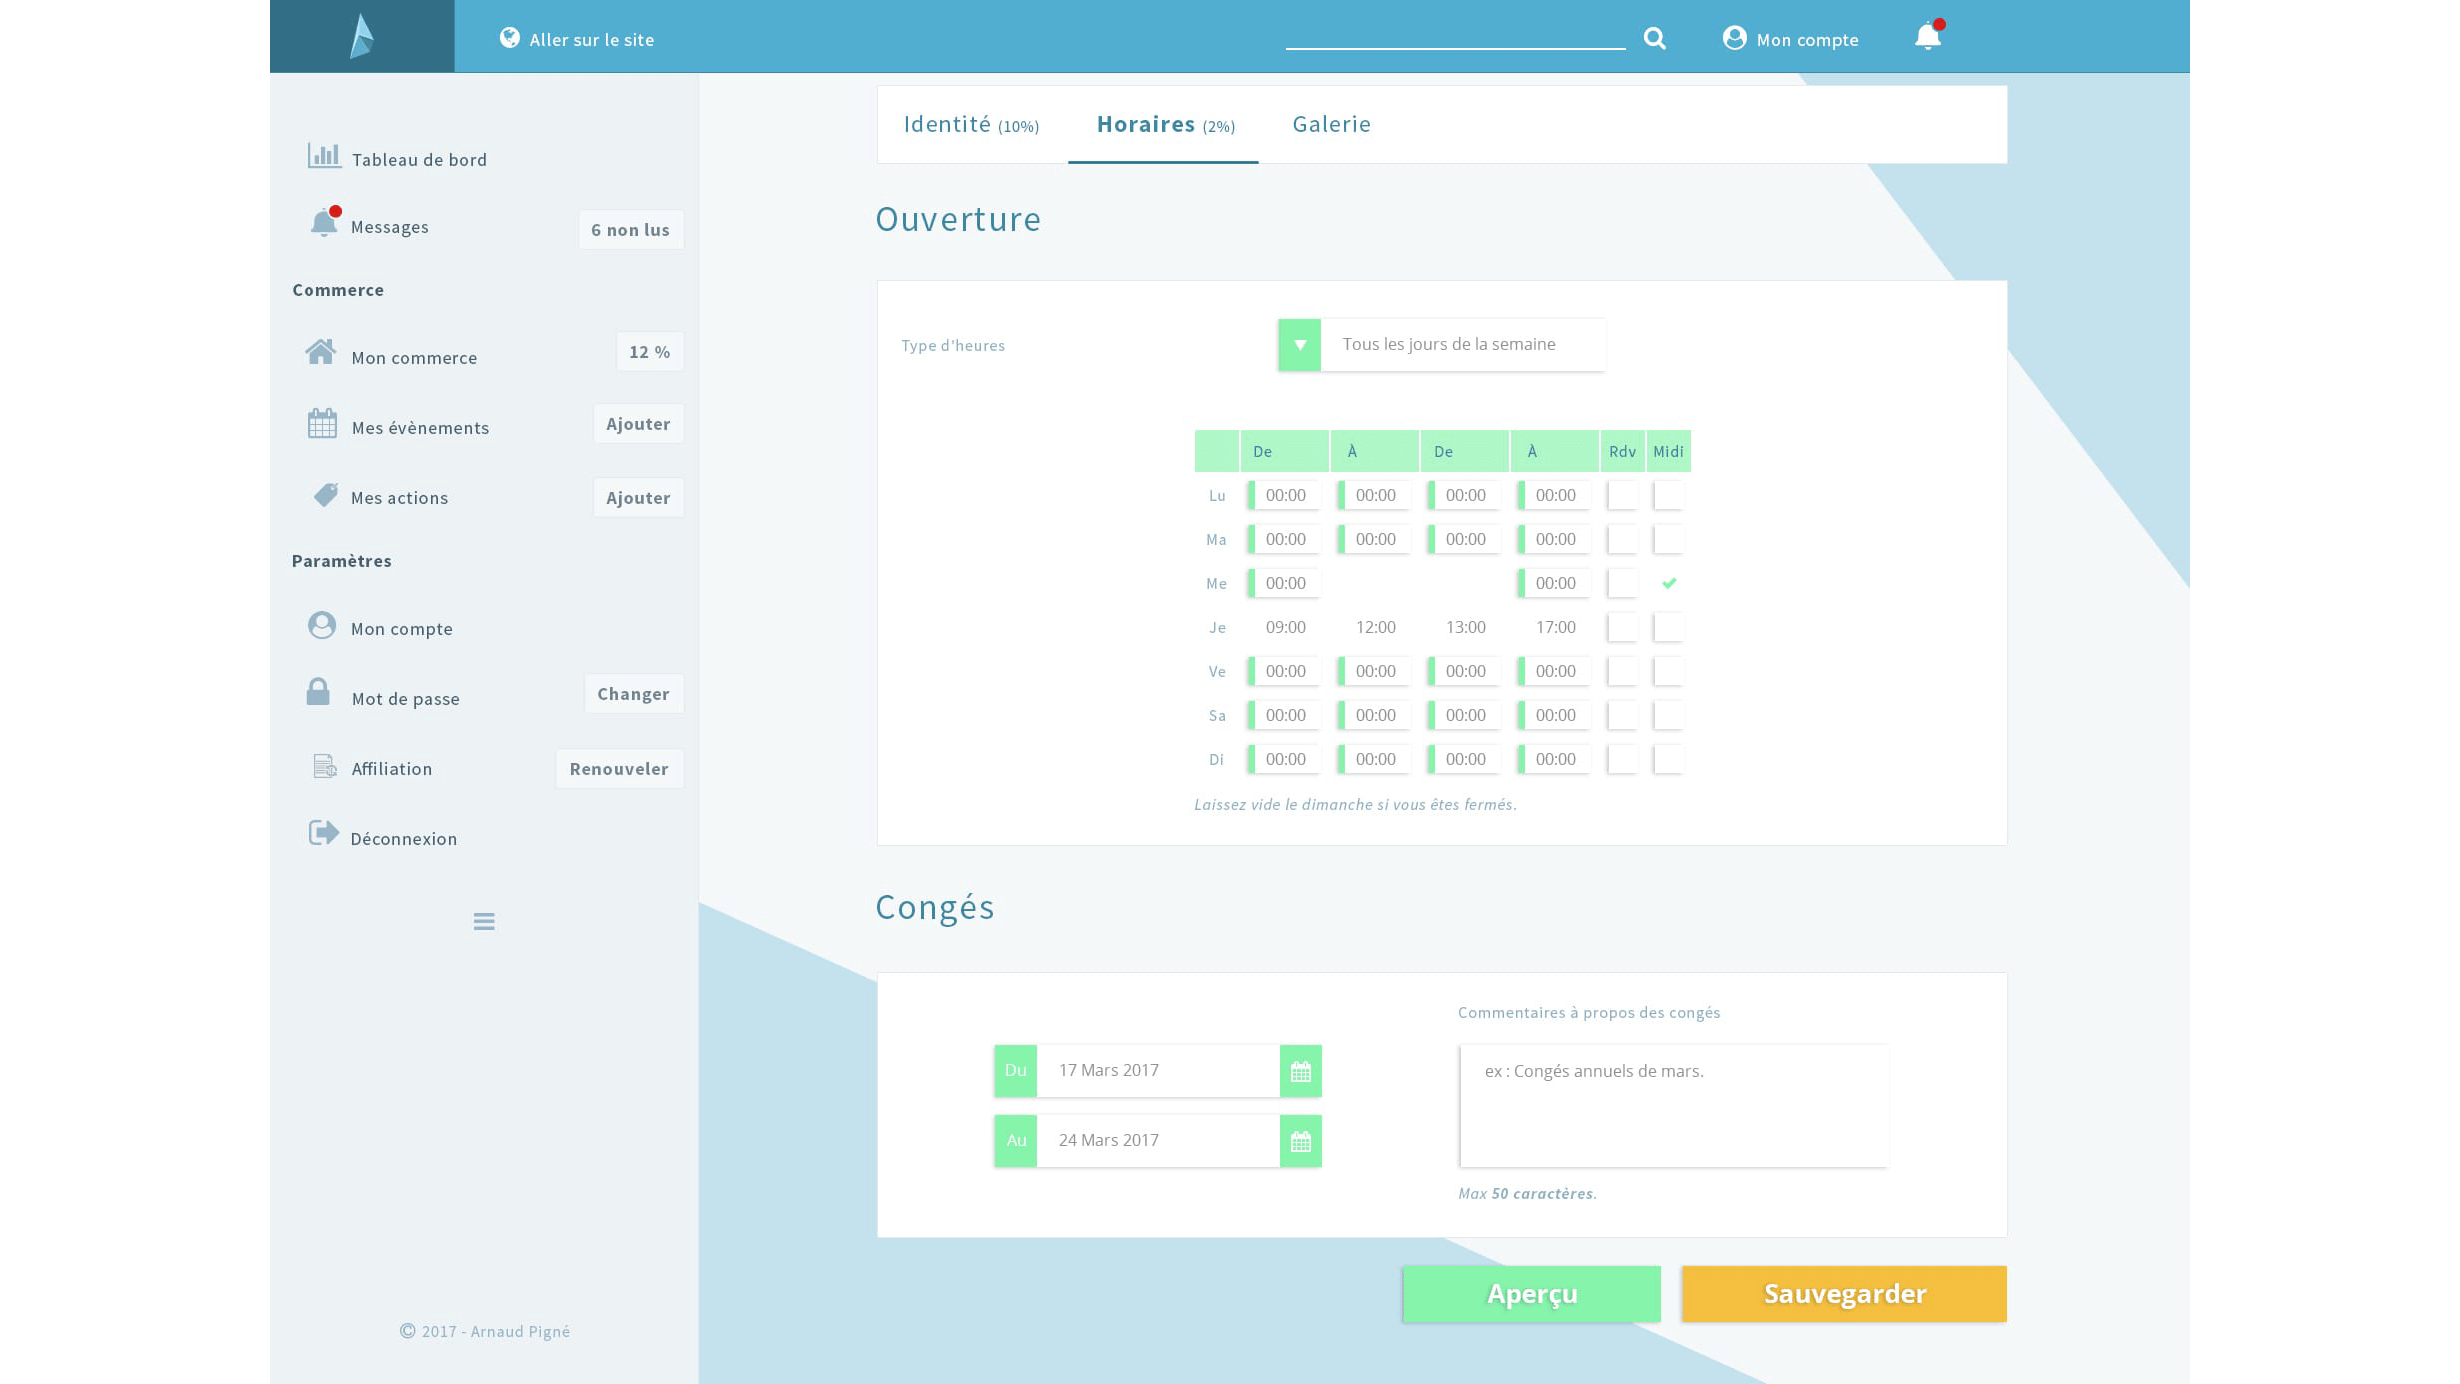 Aller sur le site
Mon compte
Tableau de bord
Messages
6 non lus
Commerce
Mon commerce
12 %
Mes évènements
Ajouter
Mes actions
Ajouter
Paramètres
Mon compte
Mot de passe
Changer
Affiliation
Renouveler
Déconnexion
© 2017 - Arnaud Pigné
Identité (10%) Horaires (2%) Galerie
Ouverture
Type d'heures
Tous les jours de la semaine
De À De À Rdv Midi
Lu 00:00 00:00 00:00 00:00
Ma 00:00 00:00 00:00 00:00
Me 00:00 00:00
Je 09:00 12:00 13:00 17:00
Ve 00:00 00:00 00:00 00:00
Sa 00:00 00:00 00:00 00:00
Di 00:00 00:00 00:00 00:00
Laissez vide le dimanche si vous êtes fermés.
Congés
Du 17 Mars 2017
Au 24 Mars 2017
Commentaires à propos des congés
ex : Congés annuels de mars.
Max 50 caractères.
Aperçu
Sauvegarder